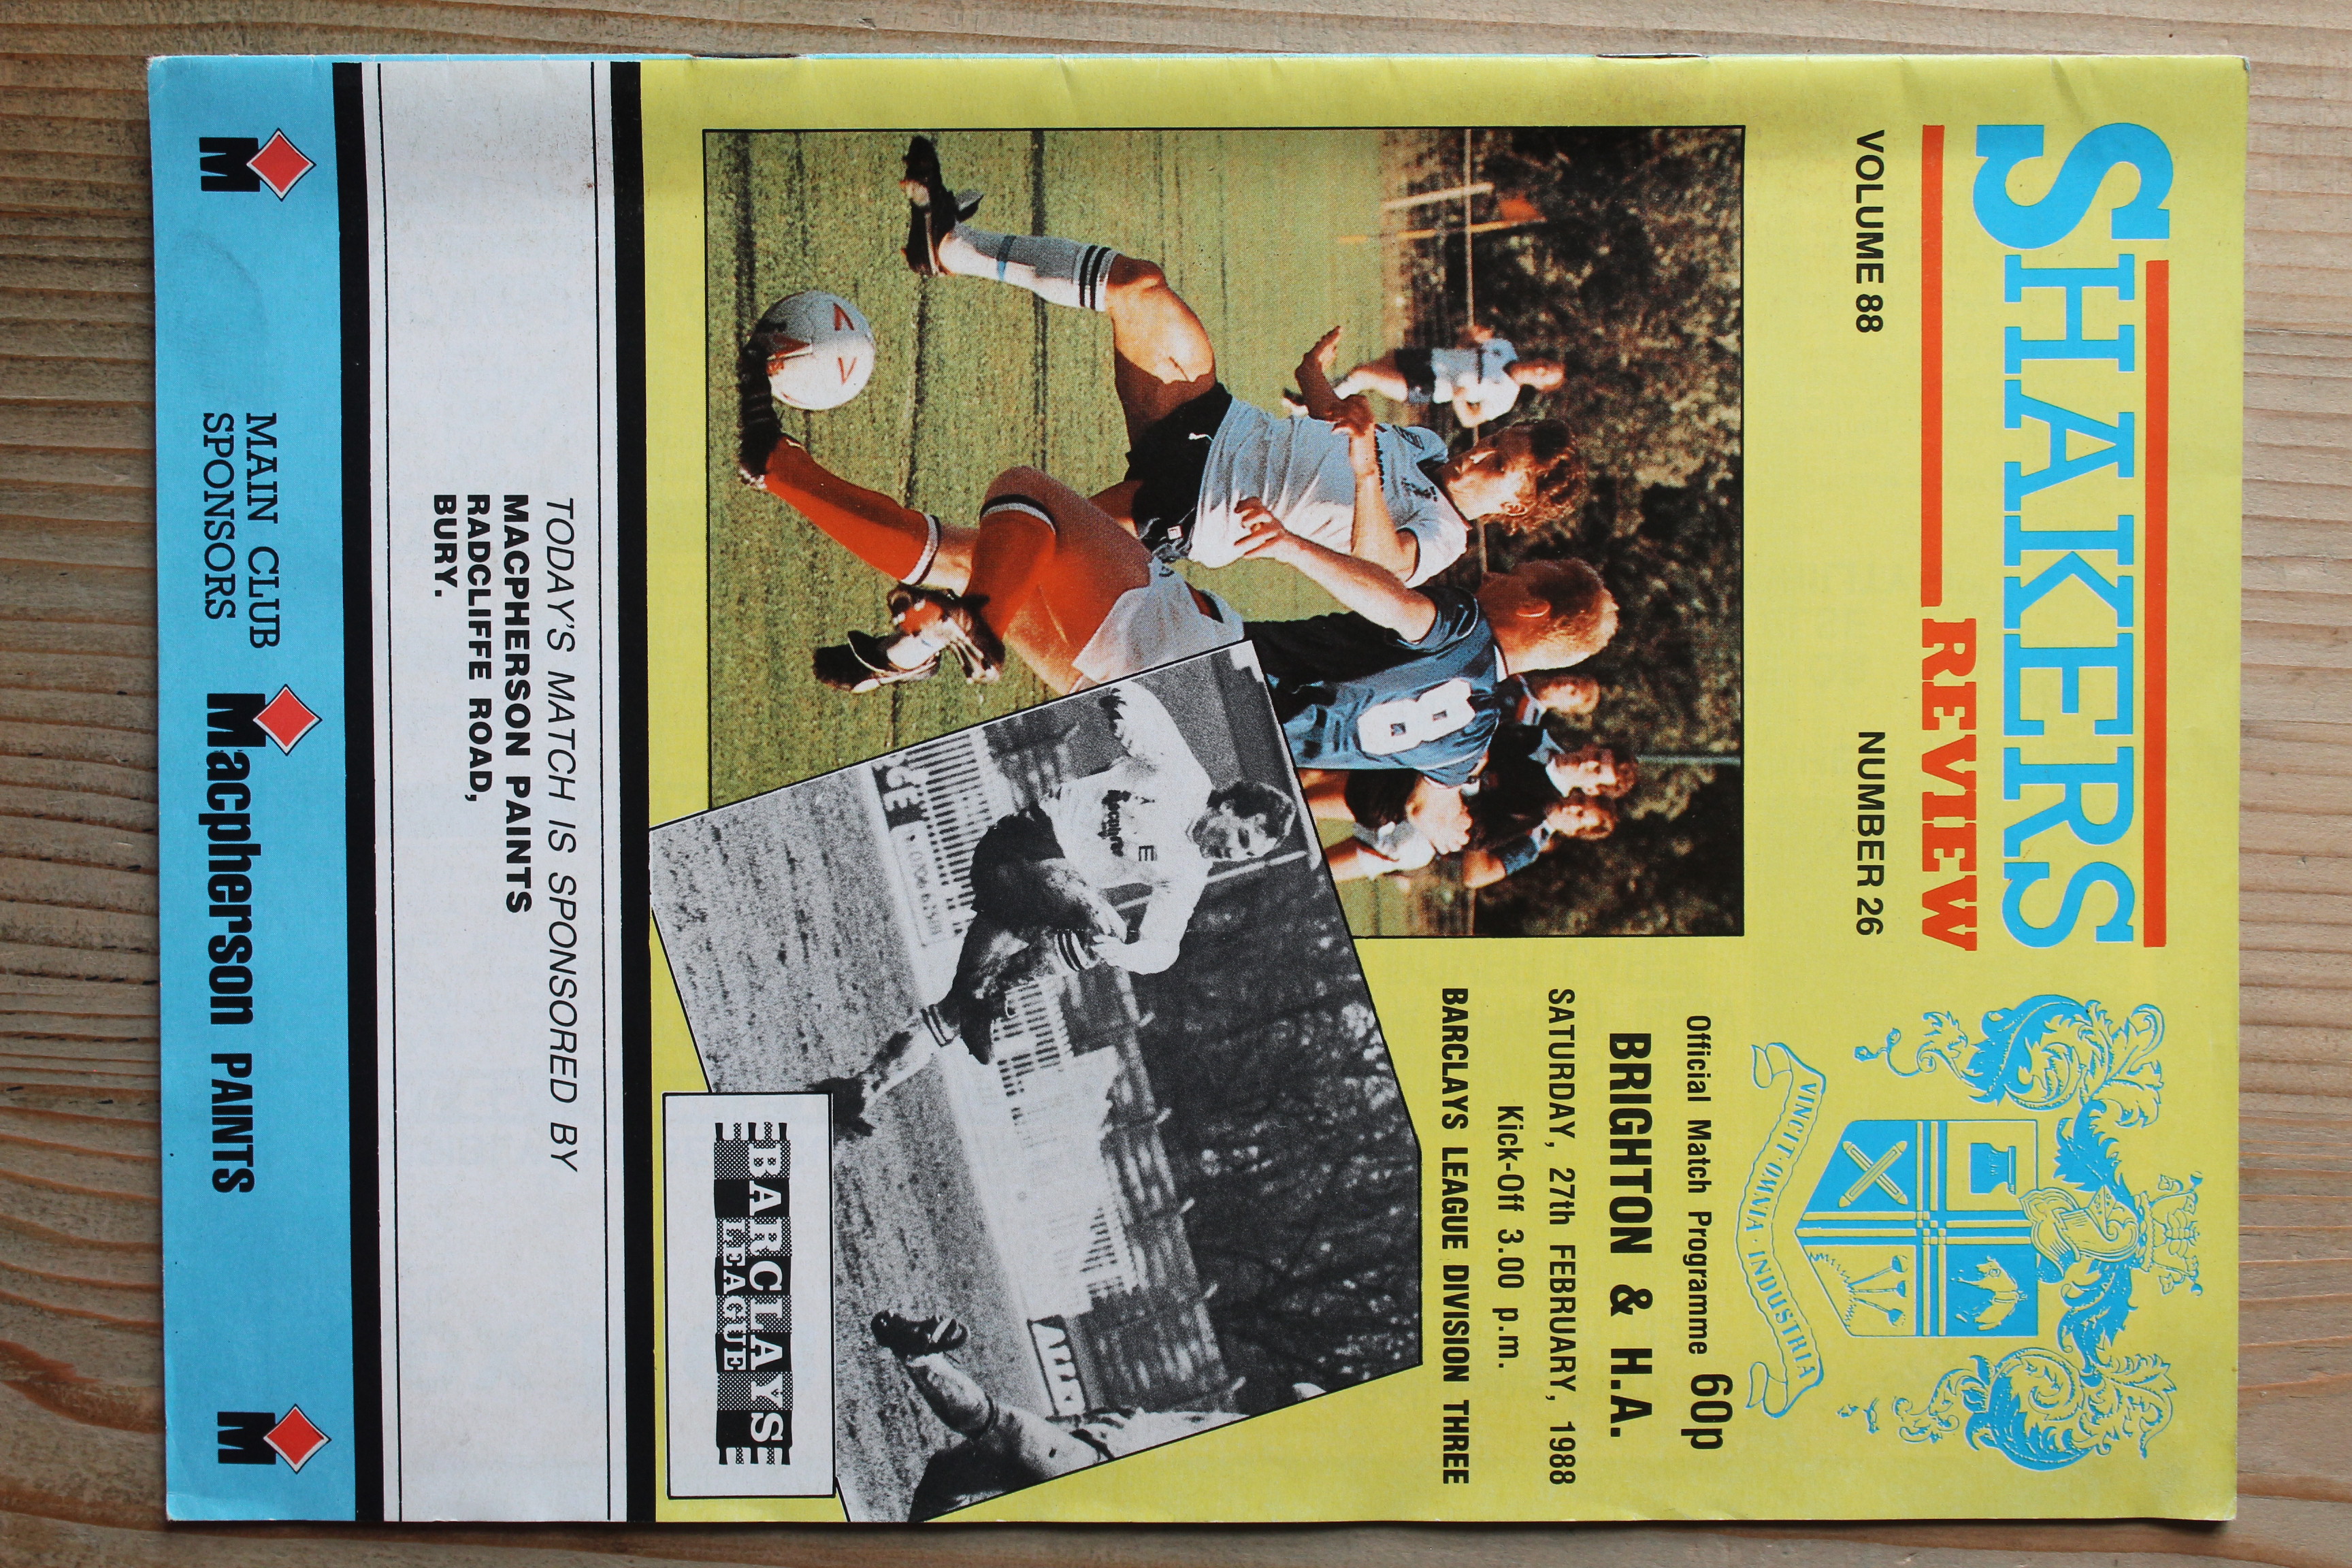 SHAKERS
REVIEW
VOLUME 88 NUMBER 26
VINCIT · OMNIA · INDUSTRIA
Official Match Programme 60p
BRIGHTON & H.A.
SATURDAY, 27th FEBRUARY, 1988
Kick-Off 3.00 p.m.
BARCLAYS LEAGUE DIVISION THREE
8
BARCLAYS
LEAGUE
TODAY'S MATCH IS SPONSORED BY
MACPHERSON PAINTS
RADCLIFFE ROAD,
BURY.
M
MAIN CLUB
SPONSORS
Macpherson PAINTS
M